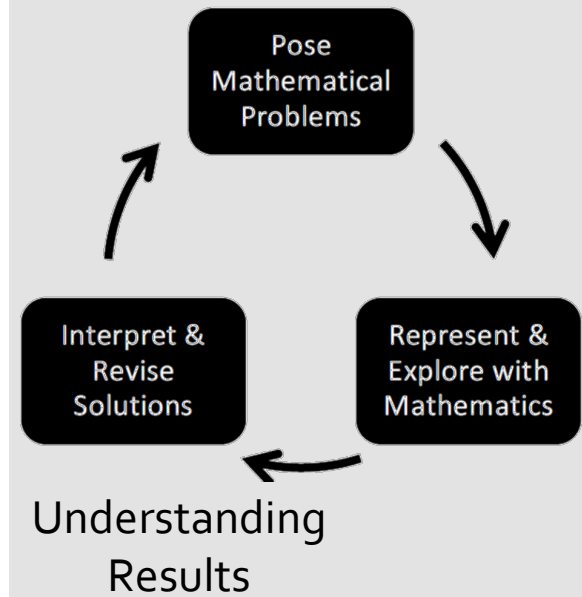 Pose
Mathematical
Problems
Interpret &
Revise
Solutions
Represent &
Explore with
Mathematics
Understanding
Results